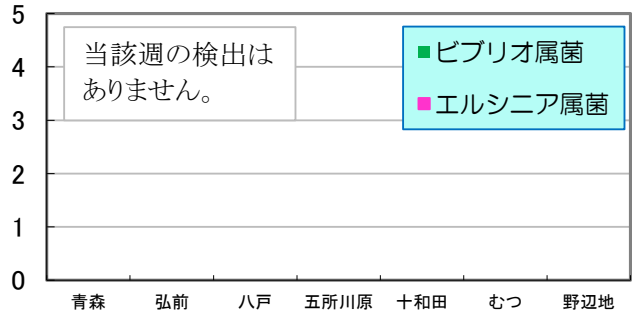 5
当該週の検出は
ありません。
■ビブリオ属菌
■エルシニア属菌
4
3
2
1
0
青森 弘前 八戸 五所川原 十和田 むつ 野辺地